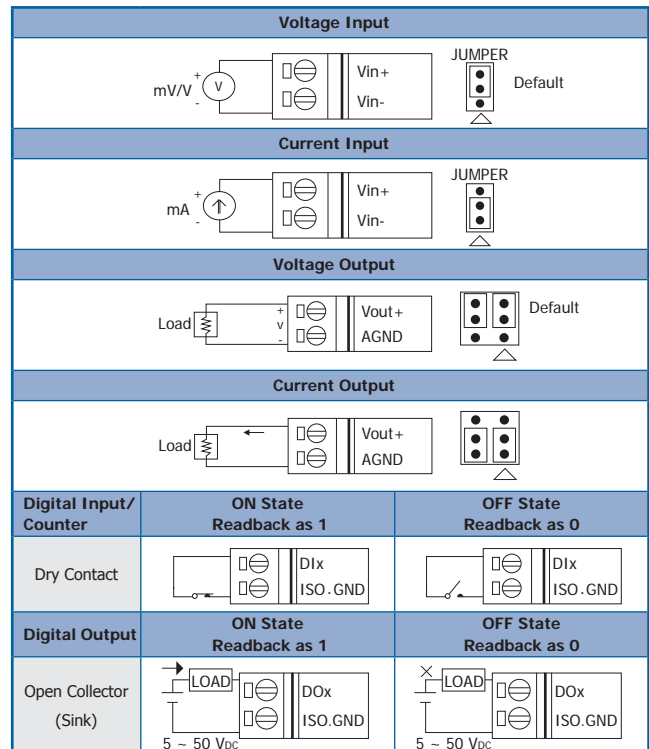 Voltage Input
mV/V
+
V
-
Vin+
Vin-
JUMPER
Default
Current Input
mA
+
-
Vin+
Vin-
JUMPER
Voltage Output
Load
+
v
-
Vout+
AGND
Default
Current Output
Load
Vout+
AGND
Digital Input/
Counter
ON State
Readback as 1
OFF State
Readback as 0
Dry Contact
DIx
ISO.GND
DIx
ISO.GND
Digital Output
ON State
Readback as 1
OFF State
Readback as 0
Open Collector
(Sink)
LOAD
DOx
ISO.GND
5 ~ 50 VDC
LOAD
DOx
ISO.GND
5 ~ 50 VDC